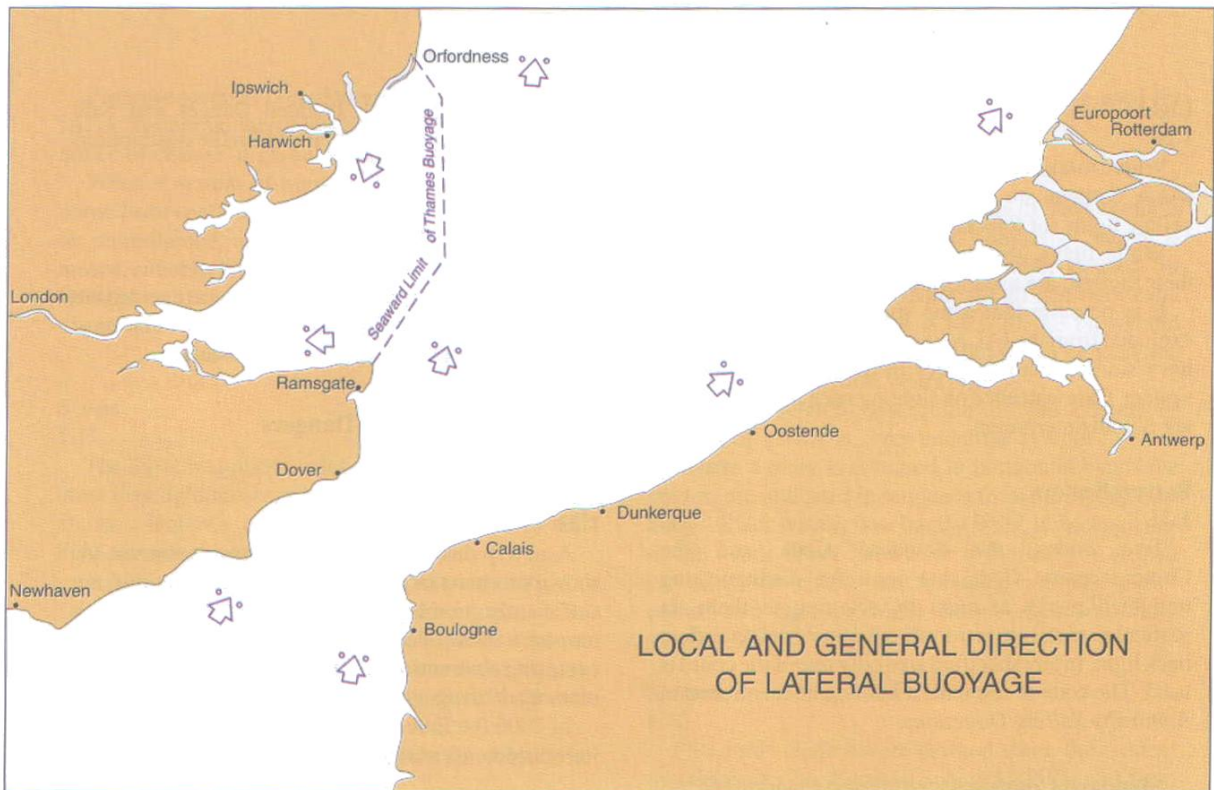 Orfordness
Ipswich
Harwich
Europoort
Rotterdam
of Thames Buoyage
Seaward Limit
London
Ramsgate
Dover
Oostende
Antwerp
Dunkerque
Calais
Newhaven
Boulogne
LOCAL AND GENERAL DIRECTION
OF LATERAL BUOYAGE